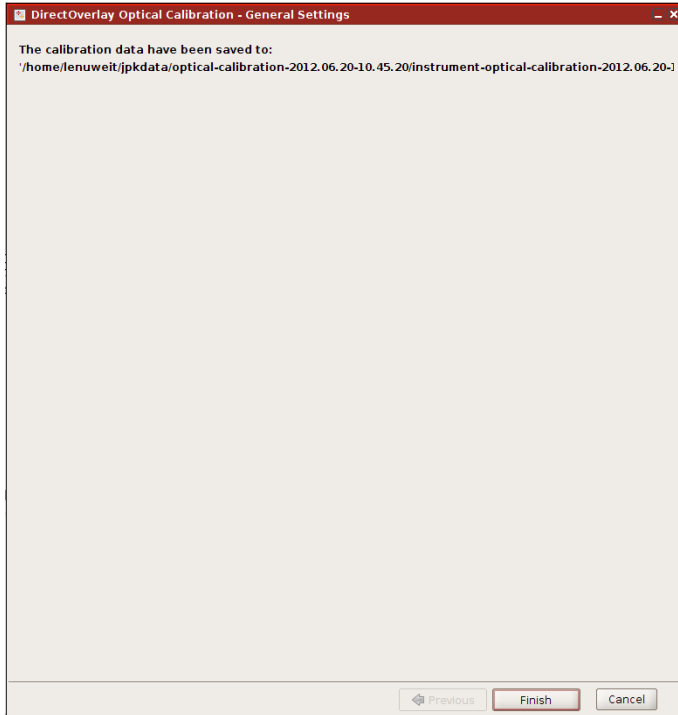 DirectOverlay Optical Calibration - General Settings
The calibration data have been saved to:
'/home/lenuweit/jpkdata/optical-calibration-2012.06.20-10.45.20/instrument-optical-calibration-2012.06.20-1
Previous
Finish
Cancel